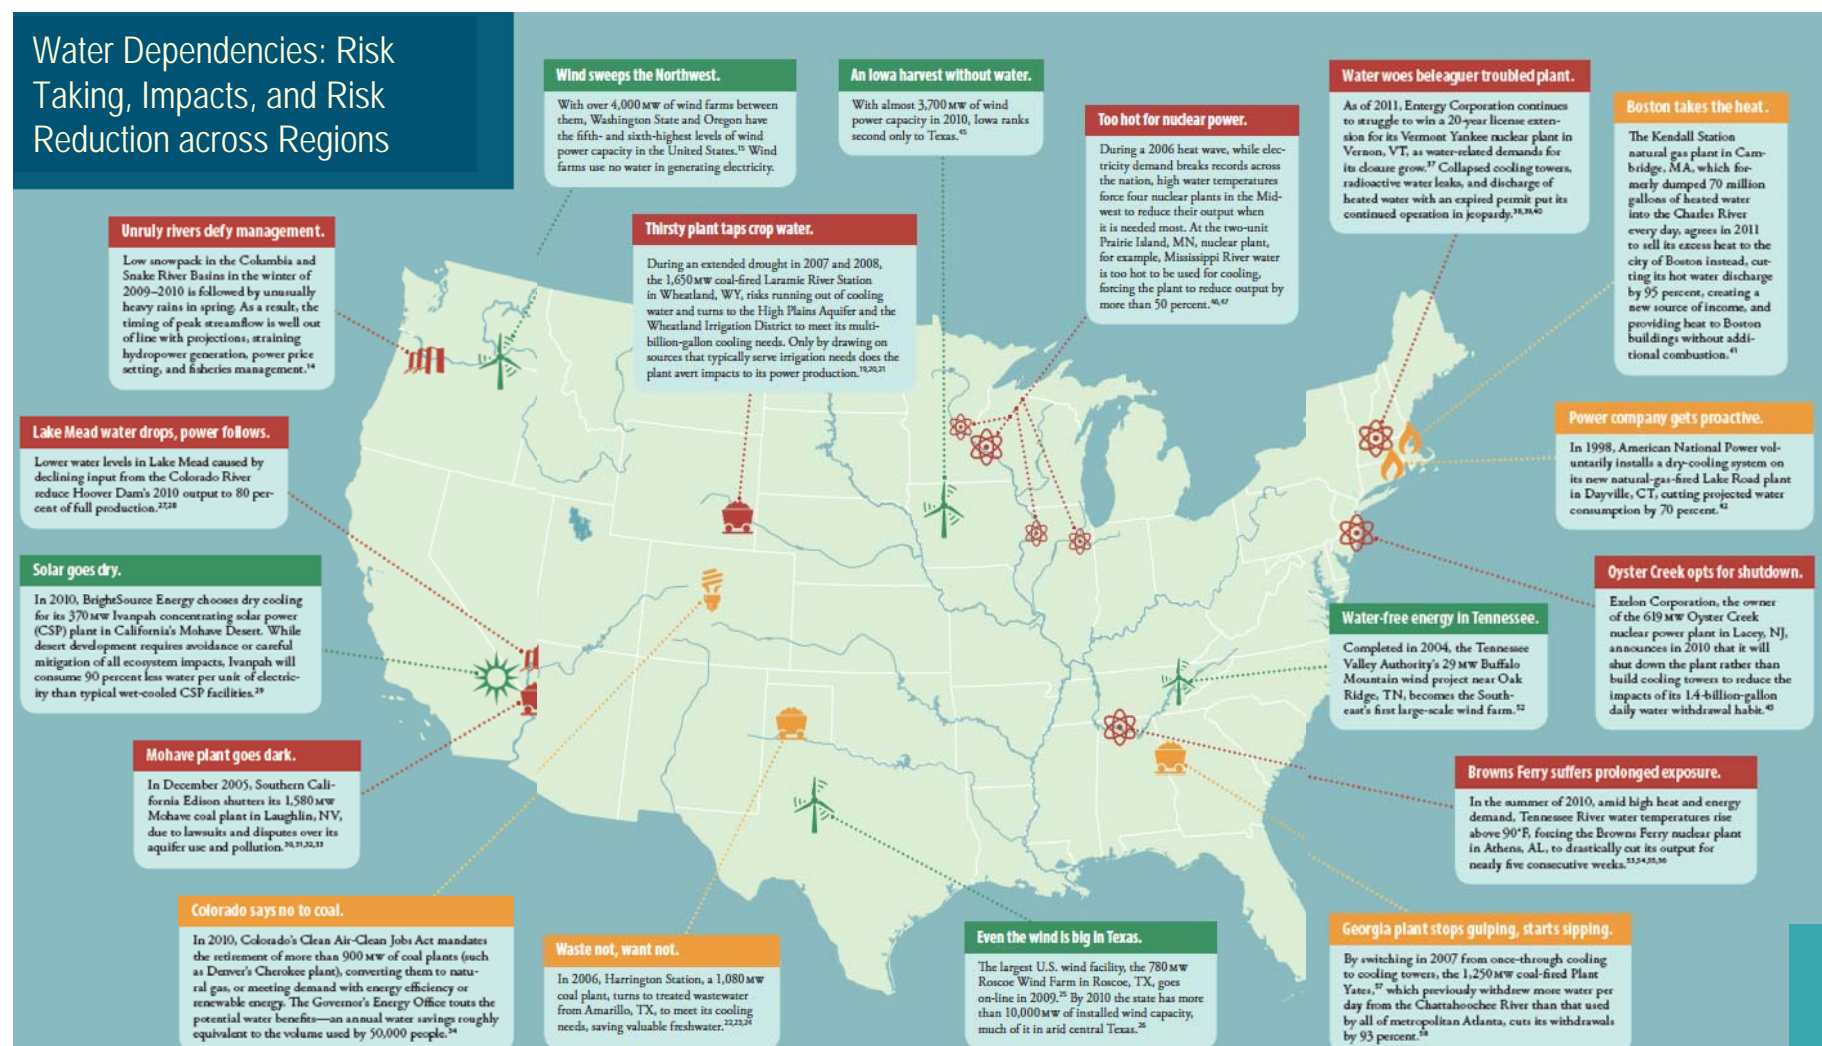 Water Dependencies: Risk
Taking, Impacts, and Risk
Reduction across Regions
Wind sweeps the Northwest.
With over 4,000 MW of wind farms between
them, Washington State and Oregon have
the fifth- and sixth-highest levels of wind
power capacity in the United States.15 Wind
farms use no water in generating electricity.
An Iowa harvest without water.
With almost 3,700 MW of wind
power capacity in 2010, Iowa ranks
second only to Texas.45
Too hot for nuclear power.
During a 2006 heat wave, while elec-
tricity demand breaks records across
the nation, high water temperatures
force four nuclear plants in the Mid-
west to reduce their output when
it is needed most. At the two-unit
Prairie Island, MN, nuclear plant,
for example, Mississippi River water
is too hot to be used for cooling,
forcing the plant to reduce output by
more than 50 percent.46,47
Water woes beleaguer troubled plant.
As of 2011, Entergy Corporation continues
to struggle to win a 20-year license exten-
sion for its Vermont Yankee nuclear plant in
Vernon, VT, as water-related demands for
its closure grow.37 Collapsed cooling towers,
radioactive water leaks, and discharge of
heated water with an expired permit put its
continued operation in jeopardy.38,39,40
Boston takes the heat.
The Kendall Station
natural gas plant in Cam-
bridge, MA, which for-
merly dumped 70 million
gallons of heated water
into the Charles River
every day, agrees in 2011
to sell its excess heat to the
city of Boston instead, cut-
ting its hot water discharge
by 95 percent, creating a
new source of income, and
providing heat to Boston
buildings without addi-
tional combustion.41
Unruly rivers defy management.
Low snowpack in the Columbia and
Snake River Basins in the winter of
2009–2010 is followed by unusually
heavy rains in spring. As a result, the
timing of peak streamflow is well out
of line with projections, straining
hydropower generation, power price
setting, and fisheries management.14
Thirsty plant taps crop water.
During an extended drought in 2007 and 2008,
the 1,650 MW coal-fired Laramie River Station
in Wheatland, WY, risks running out of cooling
water and turns to the High Plains Aquifer and the
Wheatland Irrigation District to meet its multi-
billion-gallon cooling needs. Only by drawing on
sources that typically serve irrigation needs does the
plant avert impacts to its power production.19,20,21
Lake Mead water drops, power follows.
Lower water levels in Lake Mead caused by
declining input from the Colorado River
reduce Hoover Dam's 2010 output to 80 per-
cent of full production.27,28
Power company gets proactive.
In 1998, American National Power vol-
untarily installs a dry-cooling system on
its new natural-gas-fired Lake Road plant
in Dayville, CT, cutting projected water
consumption by 70 percent.42
Solar goes dry.
In 2010, BrightSource Energy chooses dry cooling
for its 370 MW Ivanpah concentrating solar power
(CSP) plant in California's Mohave Desert. While
desert development requires avoidance or careful
mitigation of all ecosystem impacts, Ivanpah will
consume 90 percent less water per unit of electric-
ity than typical wet-cooled CSP facilities.29
Oyster Creek opts for shutdown.
Exelon Corporation, the owner
of the 619 MW Oyster Creek
nuclear power plant in Lacey, NJ,
announces in 2010 that it will
shut down the plant rather than
build cooling towers to reduce the
impacts of its 1.4-billion-gallon
daily water withdrawal habit.43
Water-free energy in Tennessee.
Completed in 2004, the Tennessee
Valley Authority's 29 MW Buffalo
Mountain wind project near Oak
Ridge, TN, becomes the South-
east's first large-scale wind farm.52
Mohave plant goes dark.
In December 2005, Southern Cali-
fornia Edison shutters its 1,580 MW
Mohave coal plant in Laughlin, NV,
due to lawsuits and disputes over its
aquifer use and pollution.30,31,32,33
Browns Ferry suffers prolonged exposure.
In the summer of 2010, amid high heat and energy
demand, Tennessee River water temperatures rise
above 90°F, forcing the Browns Ferry nuclear plant
in Athens, AL, to drastically cut its output for
nearly five consecutive weeks.53,54,55,56
Colorado says no to coal.
In 2010, Colorado's Clean Air-Clean Jobs Act mandates
the retirement of more than 900 MW of coal plants (such
as Denver's Cherokee plant), converting them to natu-
ral gas, or meeting demand with energy efficiency or
renewable energy. The Governor's Energy Office touts the
potential water benefits—an annual water savings roughly
equivalent to the volume used by 50,000 people.34
Waste not, want not.
In 2006, Harrington Station, a 1,080 MW
coal plant, turns to treated wastewater
from Amarillo, TX, to meet its cooling
needs, saving valuable freshwater.22,23,24
Even the wind is big in Texas.
The largest U.S. wind facility, the 780 MW
Roscoe Wind Farm in Roscoe, TX, goes
on-line in 2009.25 By 2010 the state has more
than 10,000 MW of installed wind capacity,
much of it in arid central Texas.26
Georgia plant stops gulping, starts sipping.
By switching in 2007 from once-through cooling
to cooling towers, the 1,250 MW coal-fired Plant
Yates,57 which previously withdrew more water per
day from the Chattahoochee River than that used
by all of metropolitan Atlanta, cuts its withdrawals
by 93 percent.58